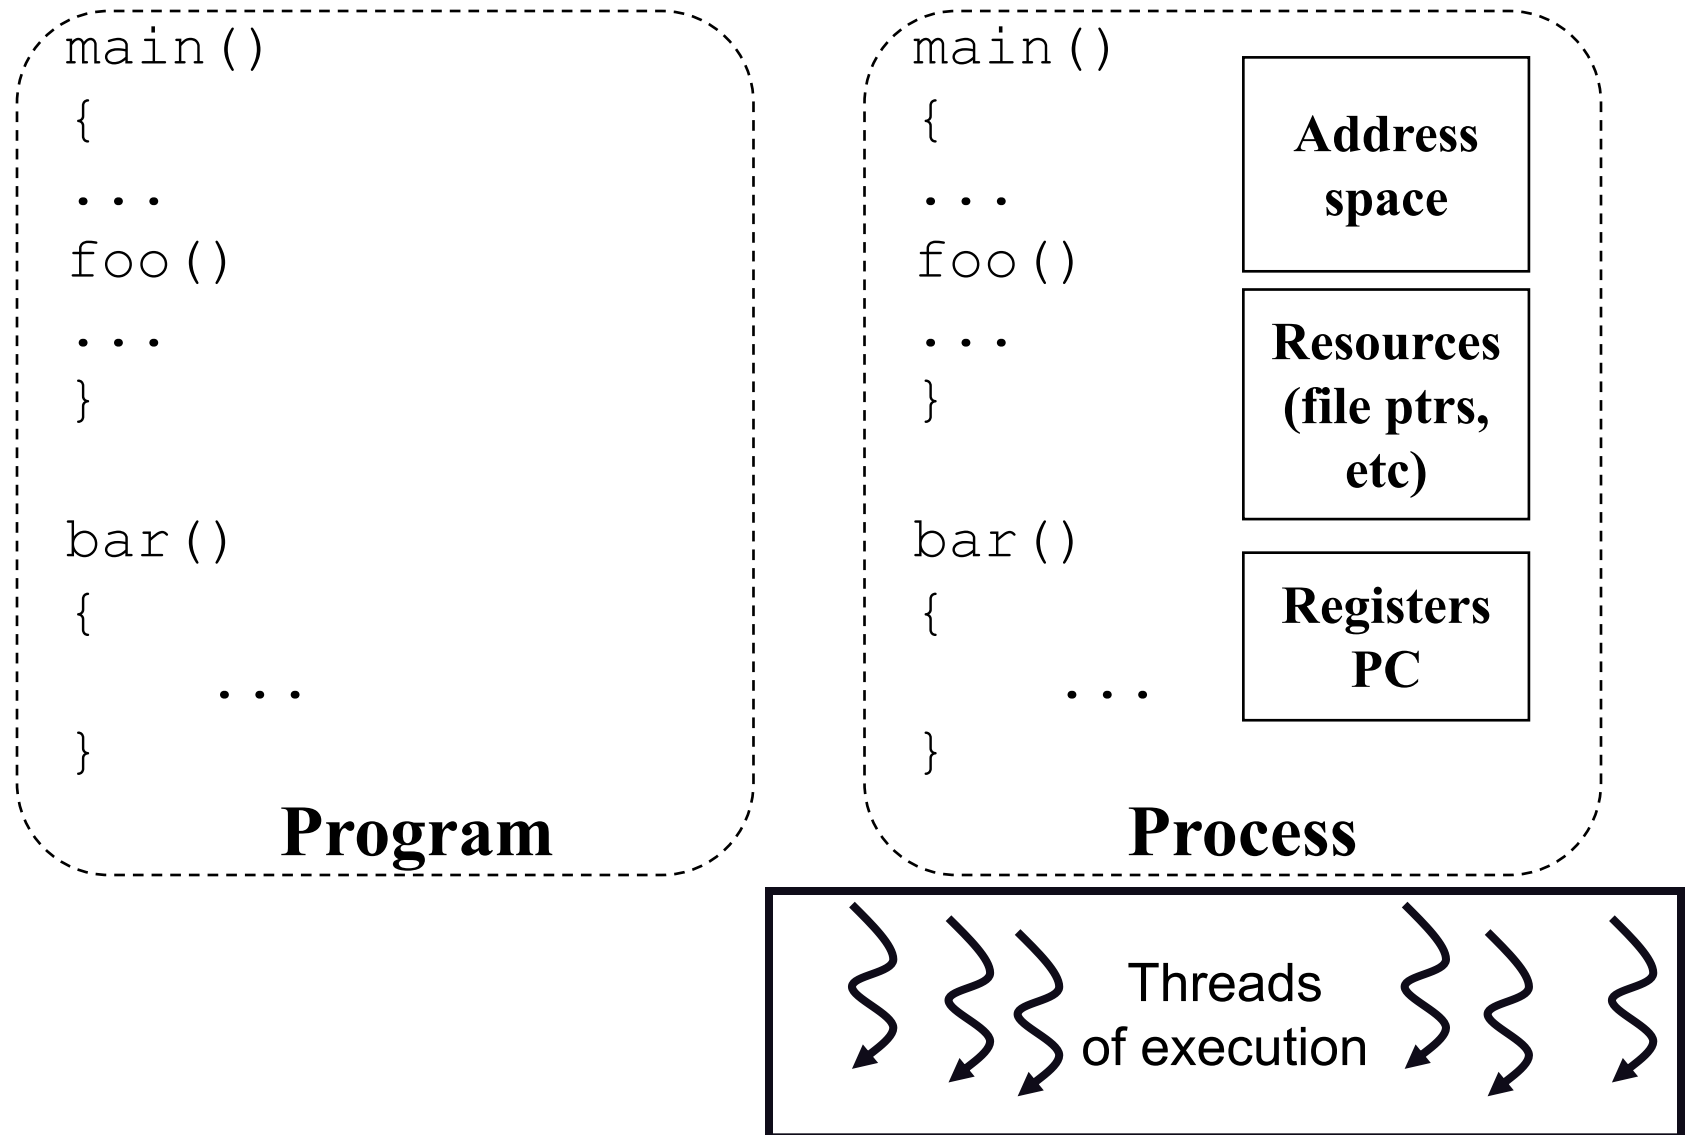 main()
{
...
foo()
...
}
bar()
{
...
}
Program
main()
{
...
foo()
...
}
bar()
{
...
}
Address
space
Resources
(file ptrs,
etc)
Registers
PC
Process
Threads
of execution